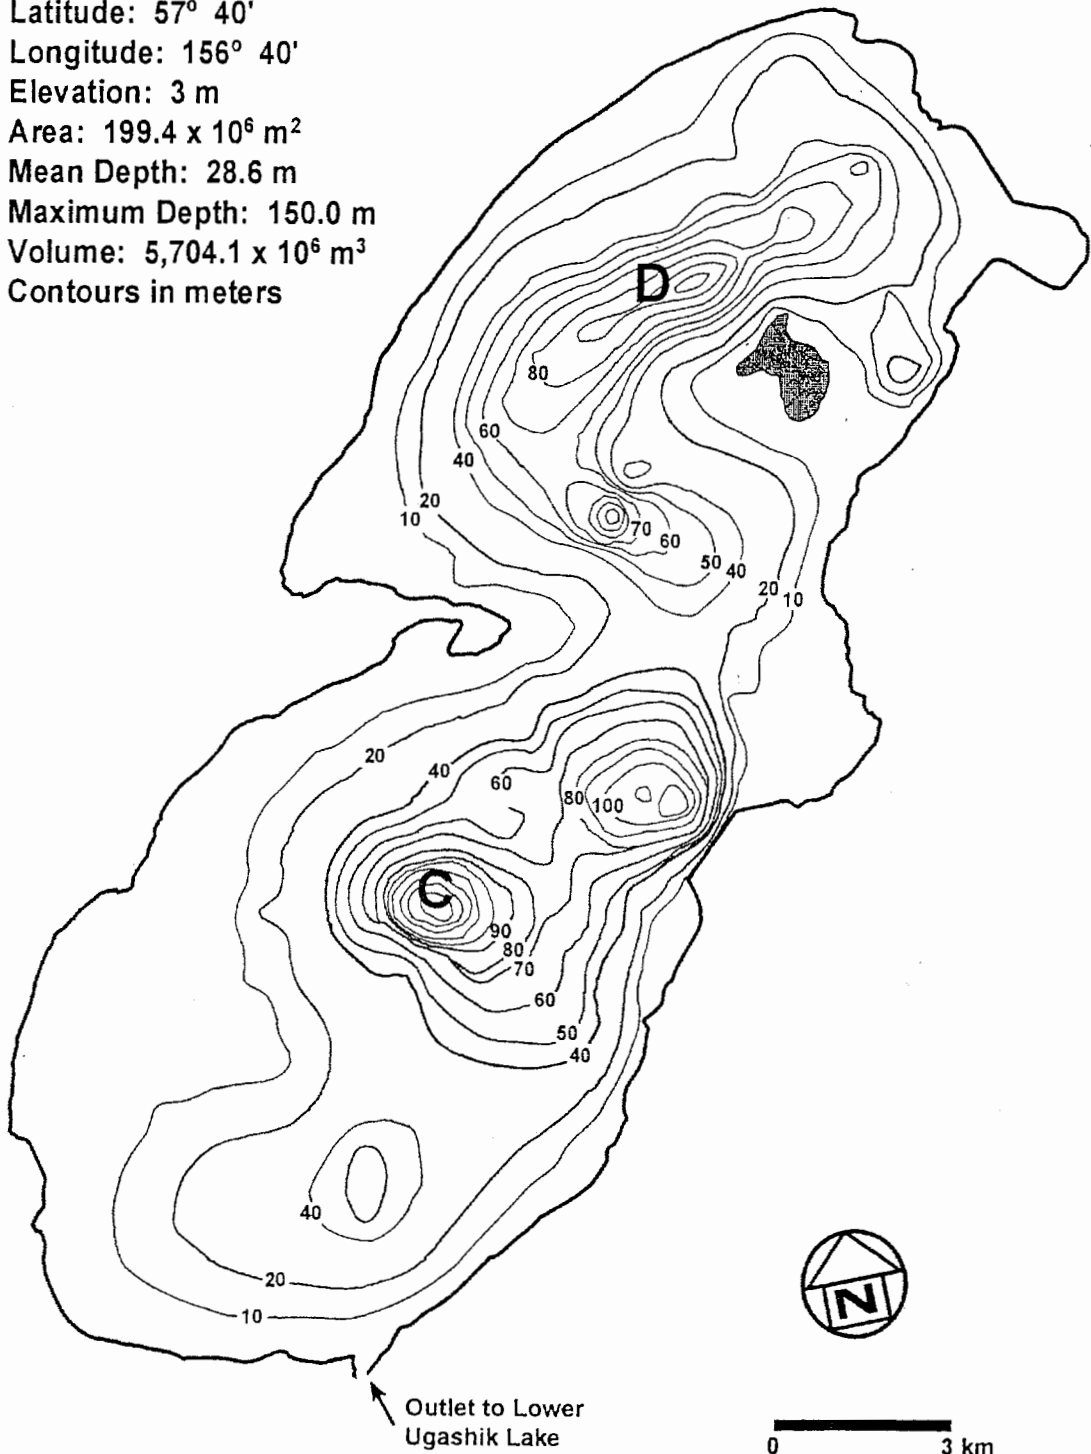 Latitude: 57º 40'
Longitude: 156º 40'
Elevation: 3 m
Area: 199.4 x 10⁶ m²
Mean Depth: 28.6 m
Maximum Depth: 150.0 m
Volume: 5,704.1 x 10⁶ m³
Contours in meters
D
80
60
40
20
10
70
60
50
40
20
10
20
40
60
80
100
C
90
80
70
60
50
40
40
20
10
N
Outlet to Lower
Ugashik Lake
0 3 km